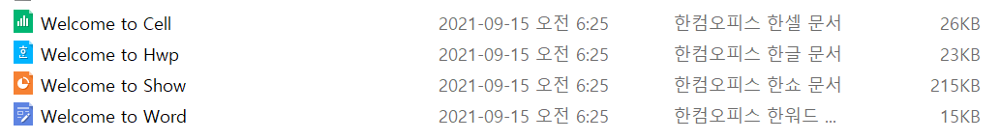 Welcome to Cell 2021-09-15 오전 6:25 한컴오피스 한셀 문서 26KB
Welcome to Hwp 2021-09-15 오전 6:25 한컴오피스 한글 문서 23KB
Welcome to Show 2021-09-15 오전 6:25 한컴오피스 한쇼 문서 215KB
Welcome to Word 2021-09-15 오전 6:25 한컴오피스 한워드 ... 15KB